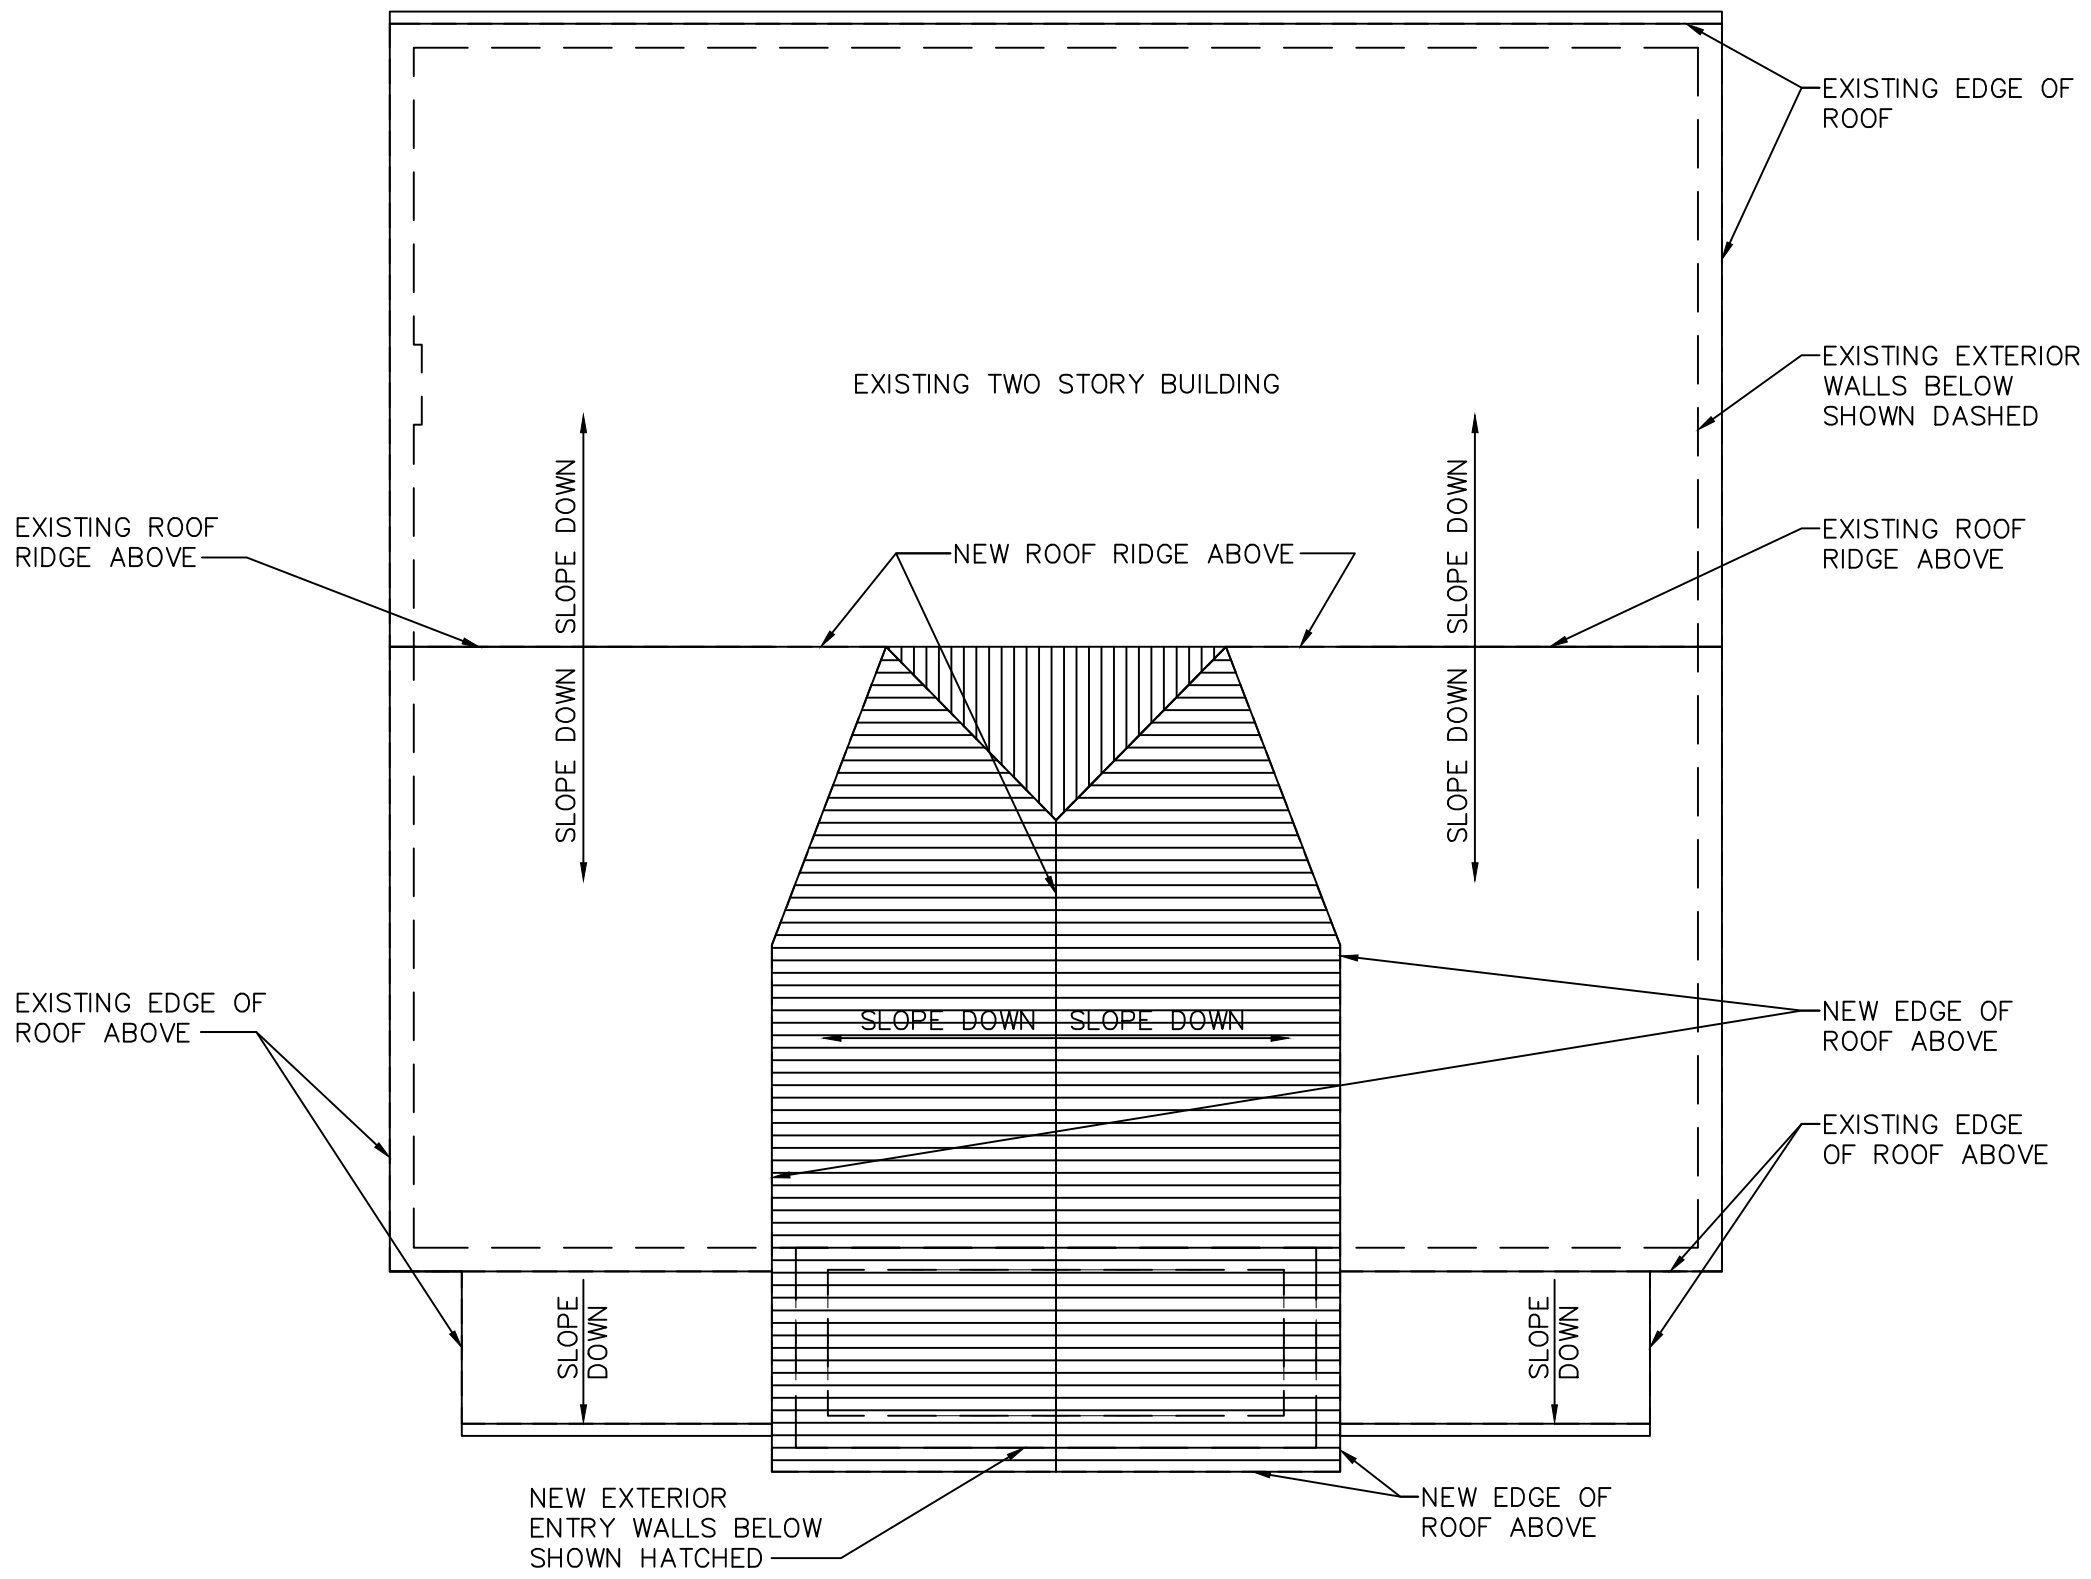 EXISTING EDGE OF
ROOF
EXISTING EXTERIOR
WALLS BELOW
SHOWN DASHED
EXISTING TWO STORY BUILDING
SLOPE DOWN
SLOPE DOWN
EXISTING ROOF
RIDGE ABOVE
NEW ROOF RIDGE ABOVE
EXISTING ROOF
RIDGE ABOVE
SLOPE DOWN
SLOPE DOWN
EXISTING EDGE OF
ROOF ABOVE
SLOPE DOWN SLOPE DOWN
NEW EDGE OF
ROOF ABOVE
EXISTING EDGE
OF ROOF ABOVE
SLOPE
DOWN
SLOPE
DOWN
NEW EXTERIOR
ENTRY WALLS BELOW
SHOWN HATCHED
NEW EDGE OF
ROOF ABOVE